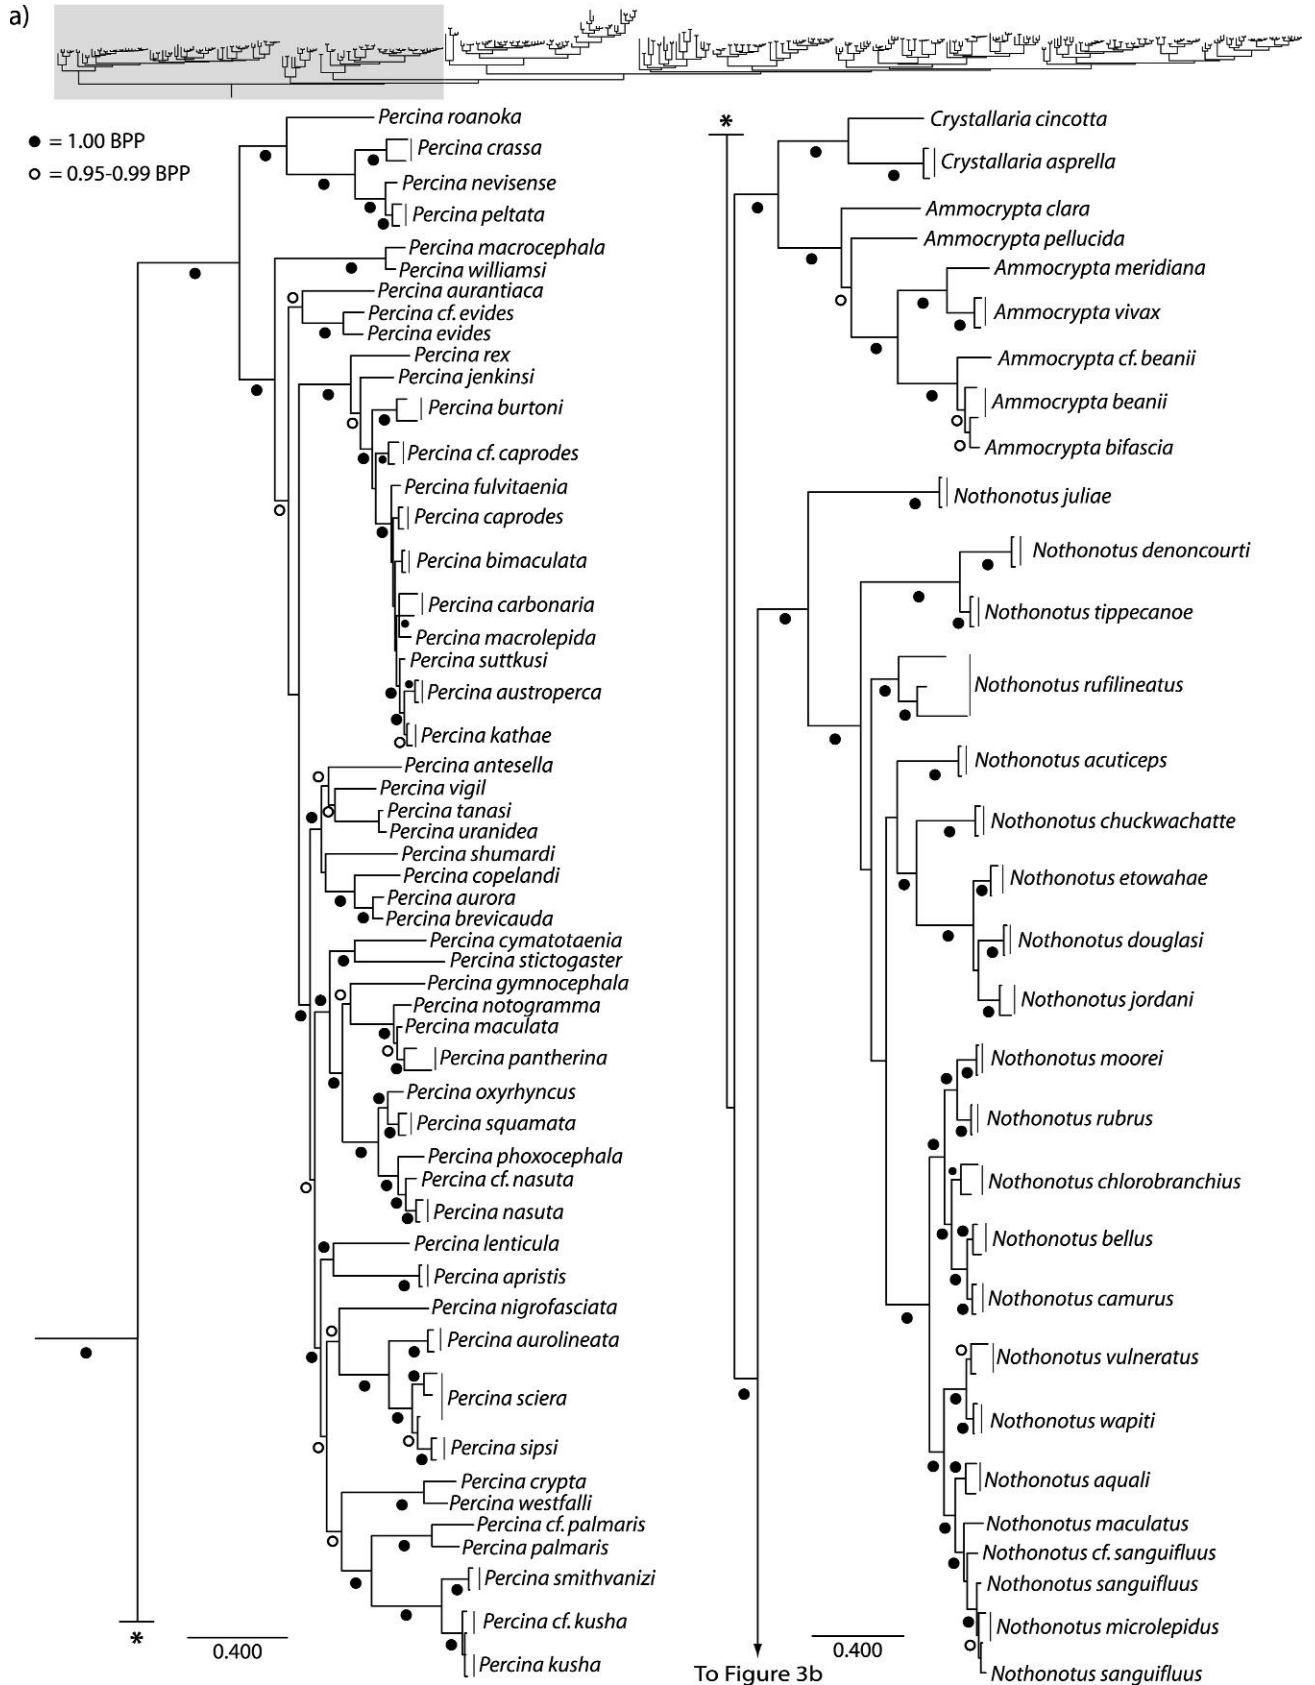 a)
= 1.00 BPP
= 0.95-0.99 BPP
Percina roanoka
Percina crassa
Percina nevisense
Percina peltata
Percina macrocephala
Percina williamsi
Percina aurantiaca
Percina cf. evides
Percina evides
Percina rex
Percina jenkinsi
Percina burtoni
Percina cf. caprodes
Percina fulvitaenia
Percina caprodes
Percina bimaculata
Percina carbonaria
Percina macrolepida
Percina suttkusi
Percina austroperca
Percina kathae
Percina antesella
Percina vigil
Percina tanasi
Percina uranidea
Percina shumardi
Percina copelandi
Percina aurora
Percina brevicauda
Percina cymatotaenia
Percina stictogaster
Percina gymnocephala
Percina notogramma
Percina maculata
Percina pantherina
Percina oxyrhyncus
Percina squamata
Percina phoxocephala
Percina cf. nasuta
Percina nasuta
Percina lenticula
Percina apristis
Percina nigrofasciata
Percina aurolineata
Percina sciera
Percina sipsi
Percina crypta
Percina westfalli
Percina cf. palmaris
Percina palmaris
Percina smithvanizi
Percina cf. kusha
Percina kusha
*
0.400
*
Crystallaria cincotta
Crystallaria asprella
Ammocrypta clara
Ammocrypta pellucida
Ammocrypta meridiana
Ammocrypta vivax
Ammocrypta cf. beanii
Ammocrypta beanii
Ammocrypta bifascia
Nothonotus juliae
Nothonotus denoncourti
Nothonotus tippecanoe
Nothonotus rufilineatus
Nothonotus acuticeps
Nothonotus chuckwachatte
Nothonotus etowahae
Nothonotus douglasi
Nothonotus jordani
Nothonotus moorei
Nothonotus rubrus
Nothonotus chlorobranchius
Nothonotus bellus
Nothonotus camurus
Nothonotus vulneratus
Nothonotus wapiti
Nothonotus aquali
Nothonotus maculatus
Nothonotus cf. sanguifluus
Nothonotus sanguifluus
Nothonotus microlepidus
Nothonotus sanguifluus
0.400
To Figure 3b